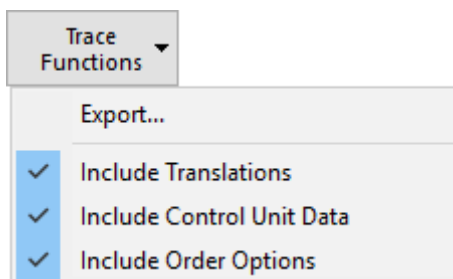 Trace
Functions
Export...
Include Translations
Include Control Unit Data
Include Order Options